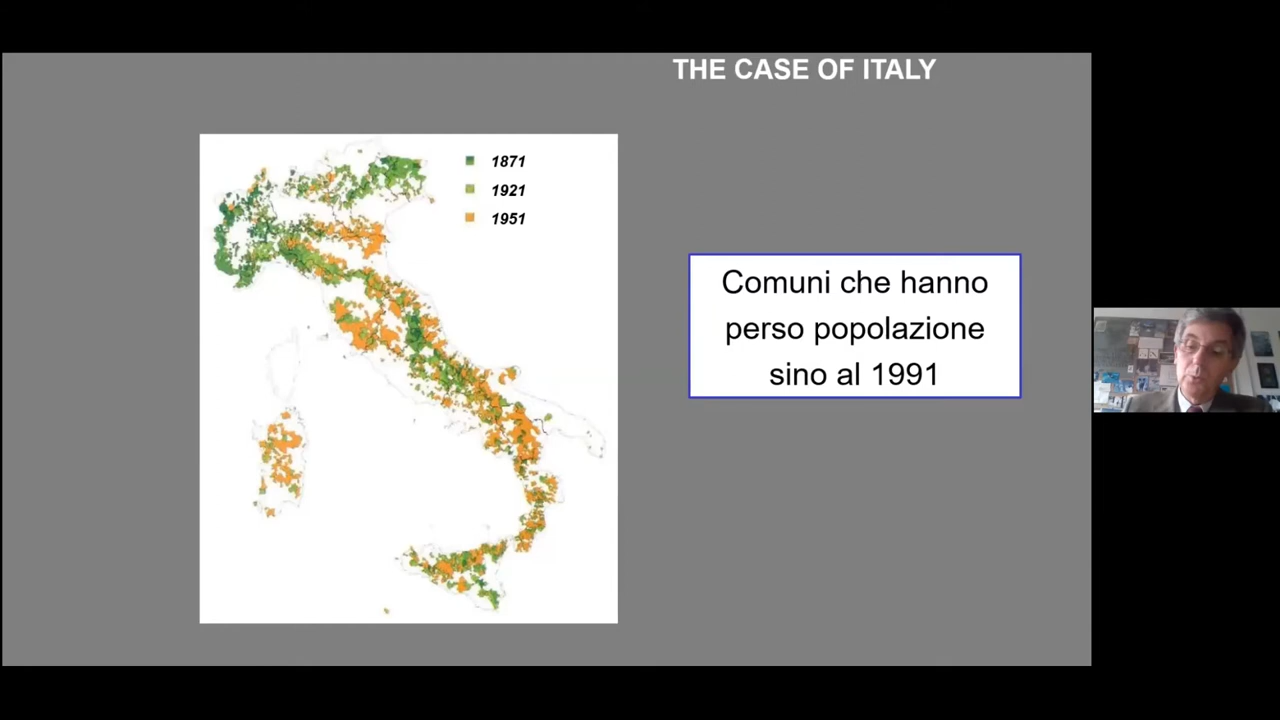 THE CASE OF ITALY
1871
1921
1951
Comuni che hanno
perso popolazione
sino al 1991